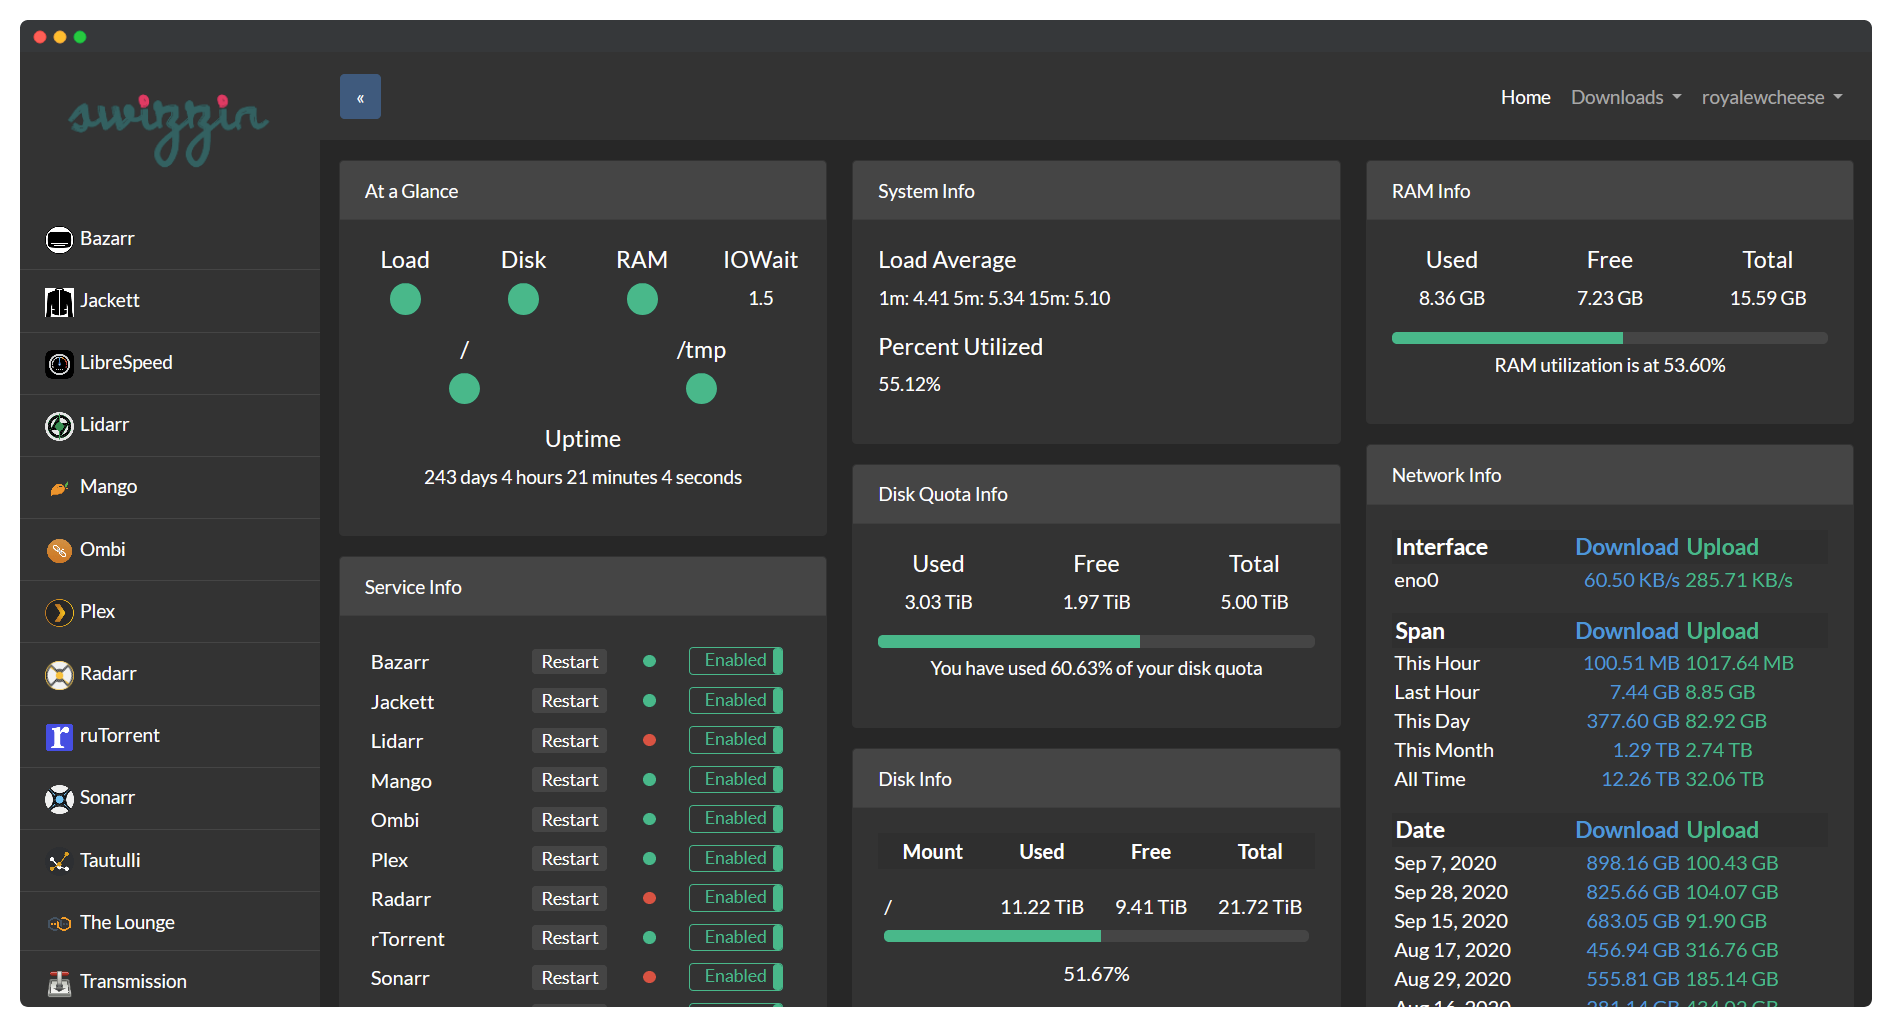 swizzin
«
Home Downloads royalewcheese
Bazarr
Jackett
LibreSpeed
Lidarr
Mango
Ombi
Plex
Radarr
ruTorrent
Sonarr
Tautulli
The Lounge
Transmission
At a Glance
Load Disk RAM IOWait
1.5
/ /tmp
Uptime
243 days 4 hours 21 minutes 4 seconds
Service Info
Bazarr Restart Enabled
Jackett Restart Enabled
Lidarr Restart Enabled
Mango Restart Enabled
Ombi Restart Enabled
Plex Restart Enabled
Radarr Restart Enabled
rTorrent Restart Enabled
Sonarr Restart Enabled
System Info
Load Average
1m: 4.41 5m: 5.34 15m: 5.10
Percent Utilized
55.12%
Disk Quota Info
Used Free Total
3.03 TiB 1.97 TiB 5.00 TiB
You have used 60.63% of your disk quota
Disk Info
Mount Used Free Total
/ 11.22 TiB 9.41 TiB 21.72 TiB
51.67%
RAM Info
Used Free Total
8.36 GB 7.23 GB 15.59 GB
RAM utilization is at 53.60%
Network Info
Interface Download Upload
eno0 60.50 KB/s 285.71 KB/s
Span Download Upload
This Hour 100.51 MB 1017.64 MB
Last Hour 7.44 GB 8.85 GB
This Day 377.60 GB 82.92 GB
This Month 1.29 TB 2.74 TB
All Time 12.26 TB 32.06 TB
Date Download Upload
Sep 7, 2020 898.16 GB 100.43 GB
Sep 28, 2020 825.66 GB 104.07 GB
Sep 15, 2020 683.05 GB 91.90 GB
Aug 17, 2020 456.94 GB 316.76 GB
Aug 29, 2020 555.81 GB 185.14 GB